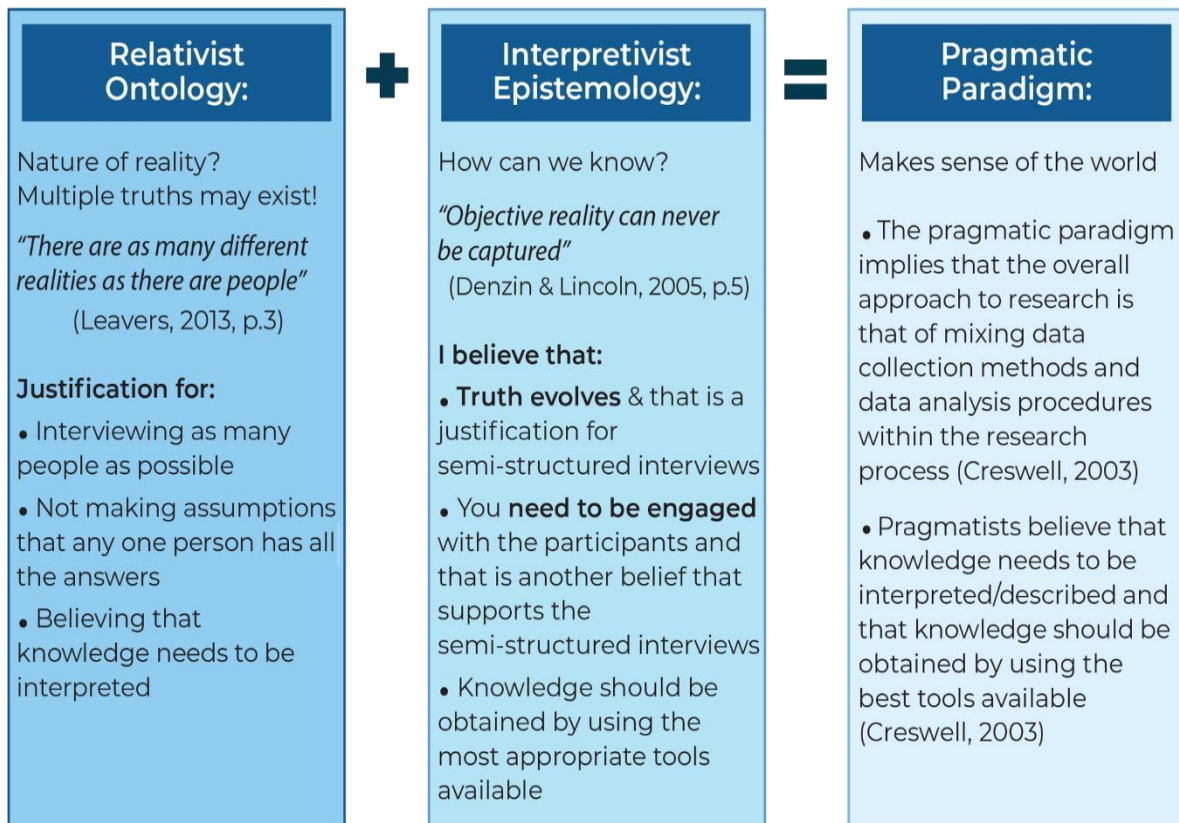 Relativist
Ontology:
Nature of reality?
Multiple truths may exist!
“There are as many different
realities as there are people”
(Leavers, 2013, p.3)
Justification for:
• Interviewing as many
people as possible
• Not making assumptions
that any one person has all
the answers
• Believing that
knowledge needs to be
interpreted
+
Interpretivist
Epistemology:
How can we know?
“Objective reality can never
be captured”
(Denzin & Lincoln, 2005, p.5)
I believe that:
• Truth evolves & that is a
justification for
semi-structured interviews
• You need to be engaged
with the participants and
that is another belief that
supports the
semi-structured interviews
• Knowledge should be
obtained by using the
most appropriate tools
available
=
Pragmatic
Paradigm:
Makes sense of the world
• The pragmatic paradigm
implies that the overall
approach to research is
that of mixing data
collection methods and
data analysis procedures
within the research
process (Creswell, 2003)
• Pragmatists believe that
knowledge needs to be
interpreted/described and
that knowledge should be
obtained by using the
best tools available
(Creswell, 2003)